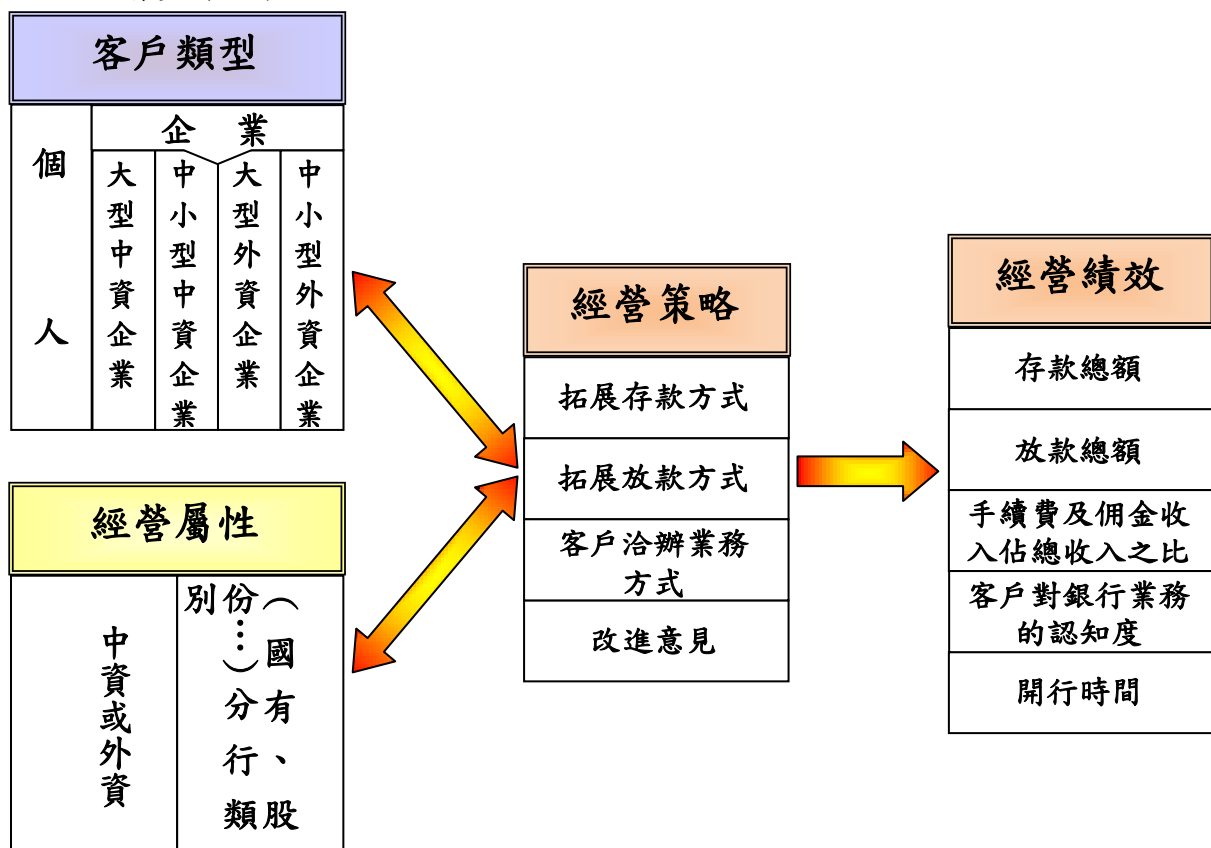 客戶類型
個人
企業
大型中資企業
中小型中資企業
大型外資企業
中小型外資企業
經營屬性
中資或外資
（國有、股
份…）分行類
別
經營策略
拓展存款方式
拓展放款方式
客戶洽辦業務
方式
改進意見
經營績效
存款總額
放款總額
手續費及佣金收
入佔總收入之比
客戶對銀行業務
的認知度
開行時間